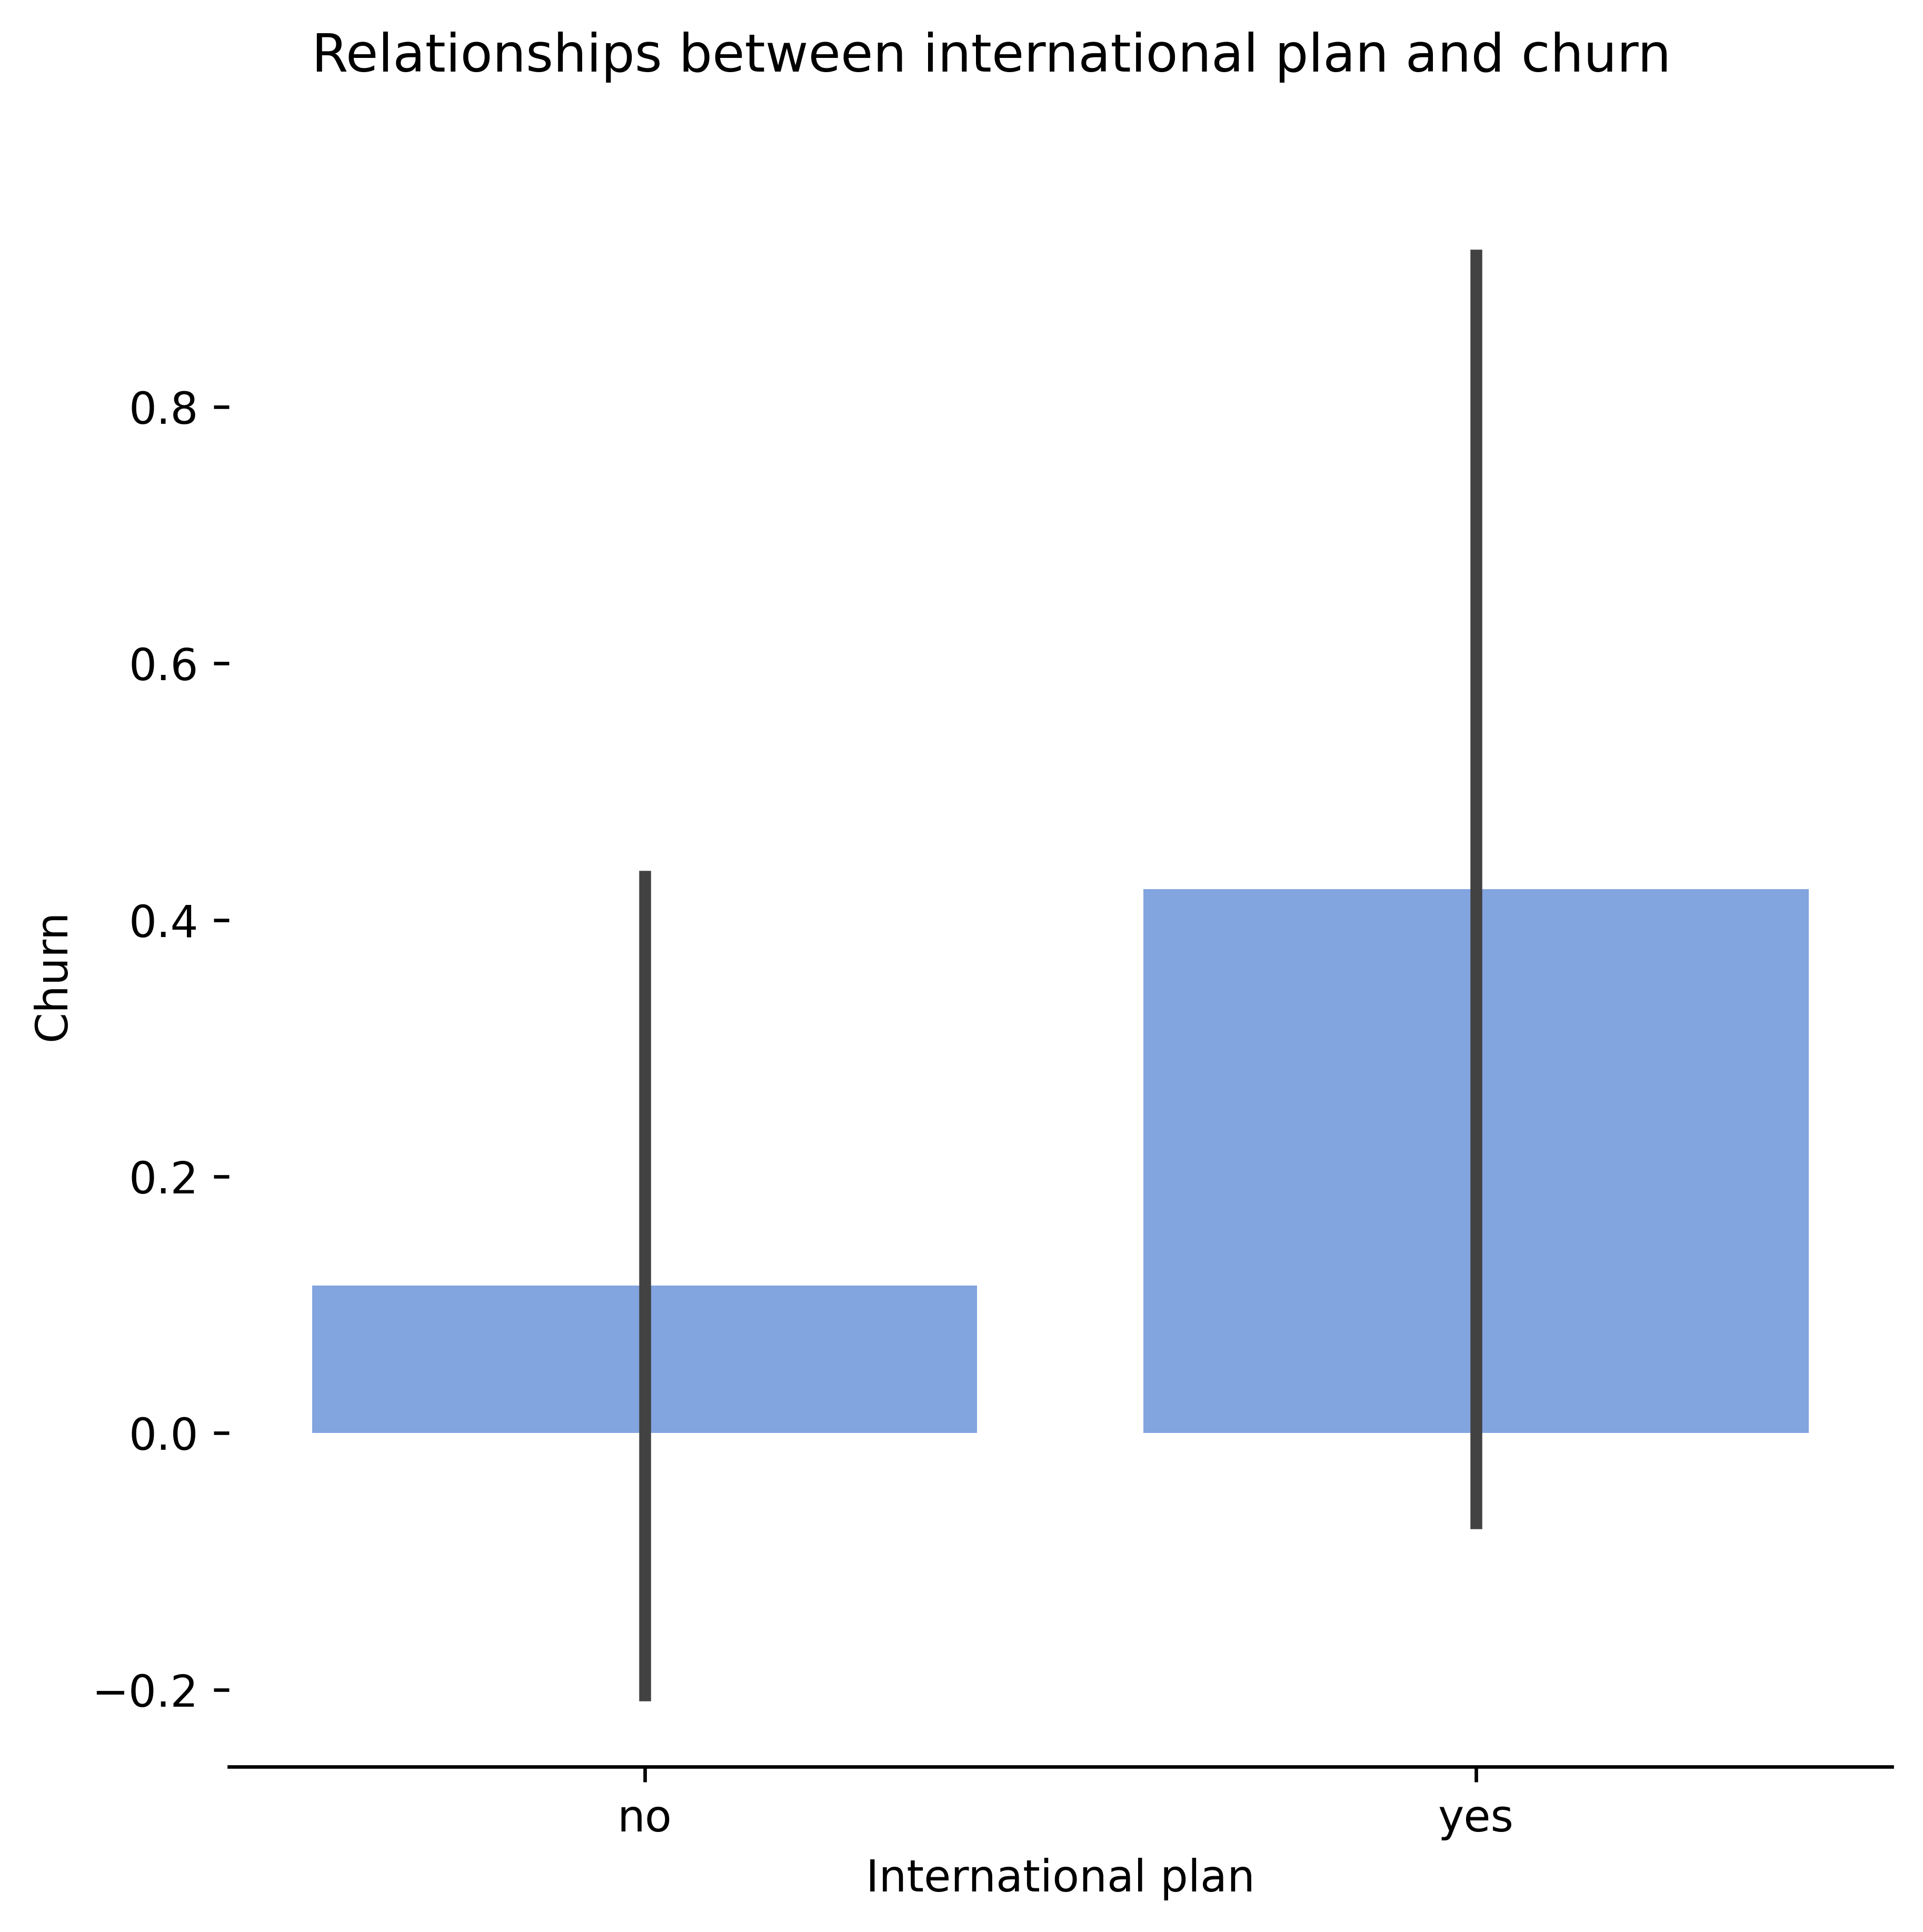 Relationships between international plan and churn
0.8
0.6
0.4
0.2
0.0
−0.2
Churn
no
yes
International plan